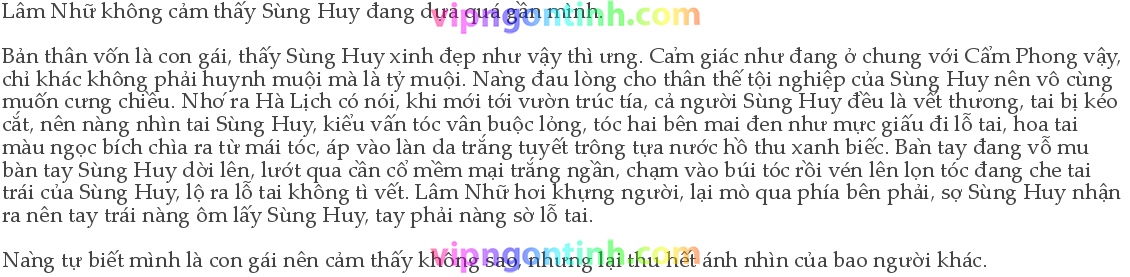 Lâm Nhữ không cảm thấy Sùng Huy đang dựa quá gần mình.
vipngontinh.com
Bản thân vốn là con gái, thấy Sùng Huy xinh đẹp như vậy thì ưng. Cảm giác như đang ở chung với Cẩm Phong vậy,
chỉ khác không phải huynh muội mà là tỷ muội. Nàng đau lòng cho thân thế tội nghiệp của Sùng Huy nên vô cùng
muốn cưng chiều. Nhớ ra Hà Lịch có nói, khi mới tới vườn trúc tía, cả người Sùng Huy đều là vết thương, tai bị kéo
cắt, nên nàng nhìn tai Sùng Huy, kiểu vấn tóc vân buộc lỏng, tóc hai bên mai đen như mực giấu đi lỗ tai, hoa tai
màu ngọc bích chìa ra từ mái tóc, áp vào làn da trắng tuyết trông tựa nước hồ thu xanh biếc. Bàn tay đang vỗ mu
bàn tay Sùng Huy dời lên, lướt qua cần cổ mềm mại trắng ngần, chạm vào búi tóc rồi vén lên lọn tóc đang che tai
trái của Sùng Huy, lộ ra lỗ tai không tì vết. Lâm Nhữ hơi khựng người, lại mò qua phía bên phải, sợ Sùng Huy nhận
ra nên tay trái nàng ôm lấy Sùng Huy, tay phải nàng sờ lỗ tai.
Nàng tự biết mình là con gái nên cảm thấy không sao, nhưng lại thu hết ánh nhìn của bao người khác.
vipngontinh.com